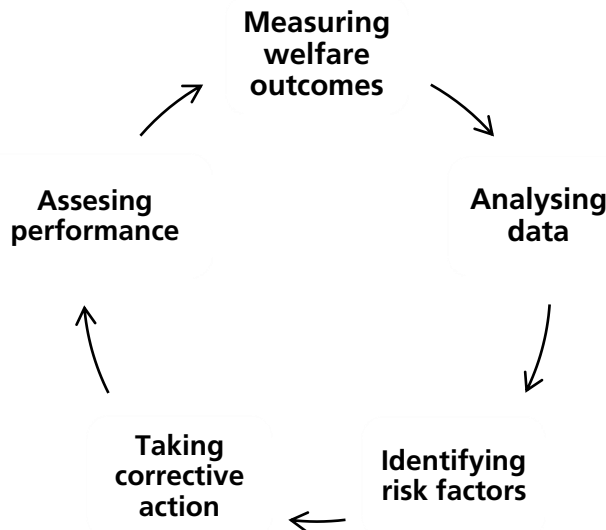 Measuring
welfare
outcomes
Analysing
data
Identifying
risk factors
Taking
corrective
action
Assesing
performance